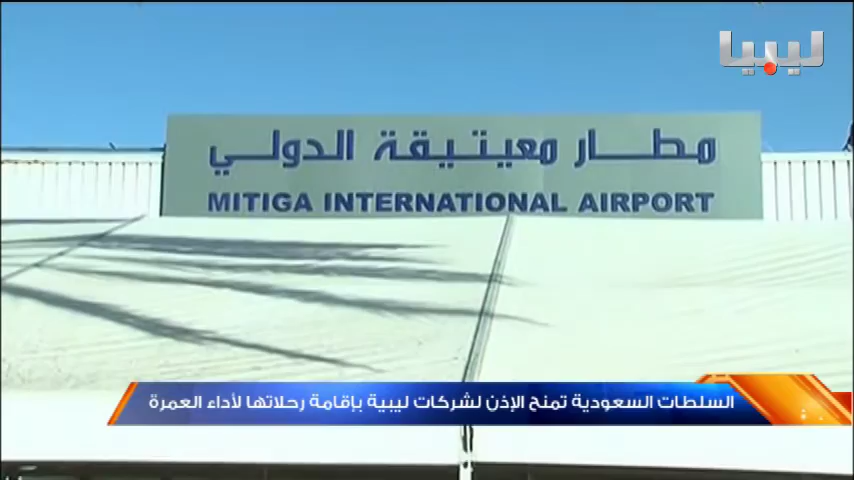 ليبيا
مطار معيتيقة الدولي
MITIGA INTERNATIONAL AIRPORT
السلطات السعودية تمنح الإذن لشركات ليبية بإقامة رحلاتها لأداء العمرة